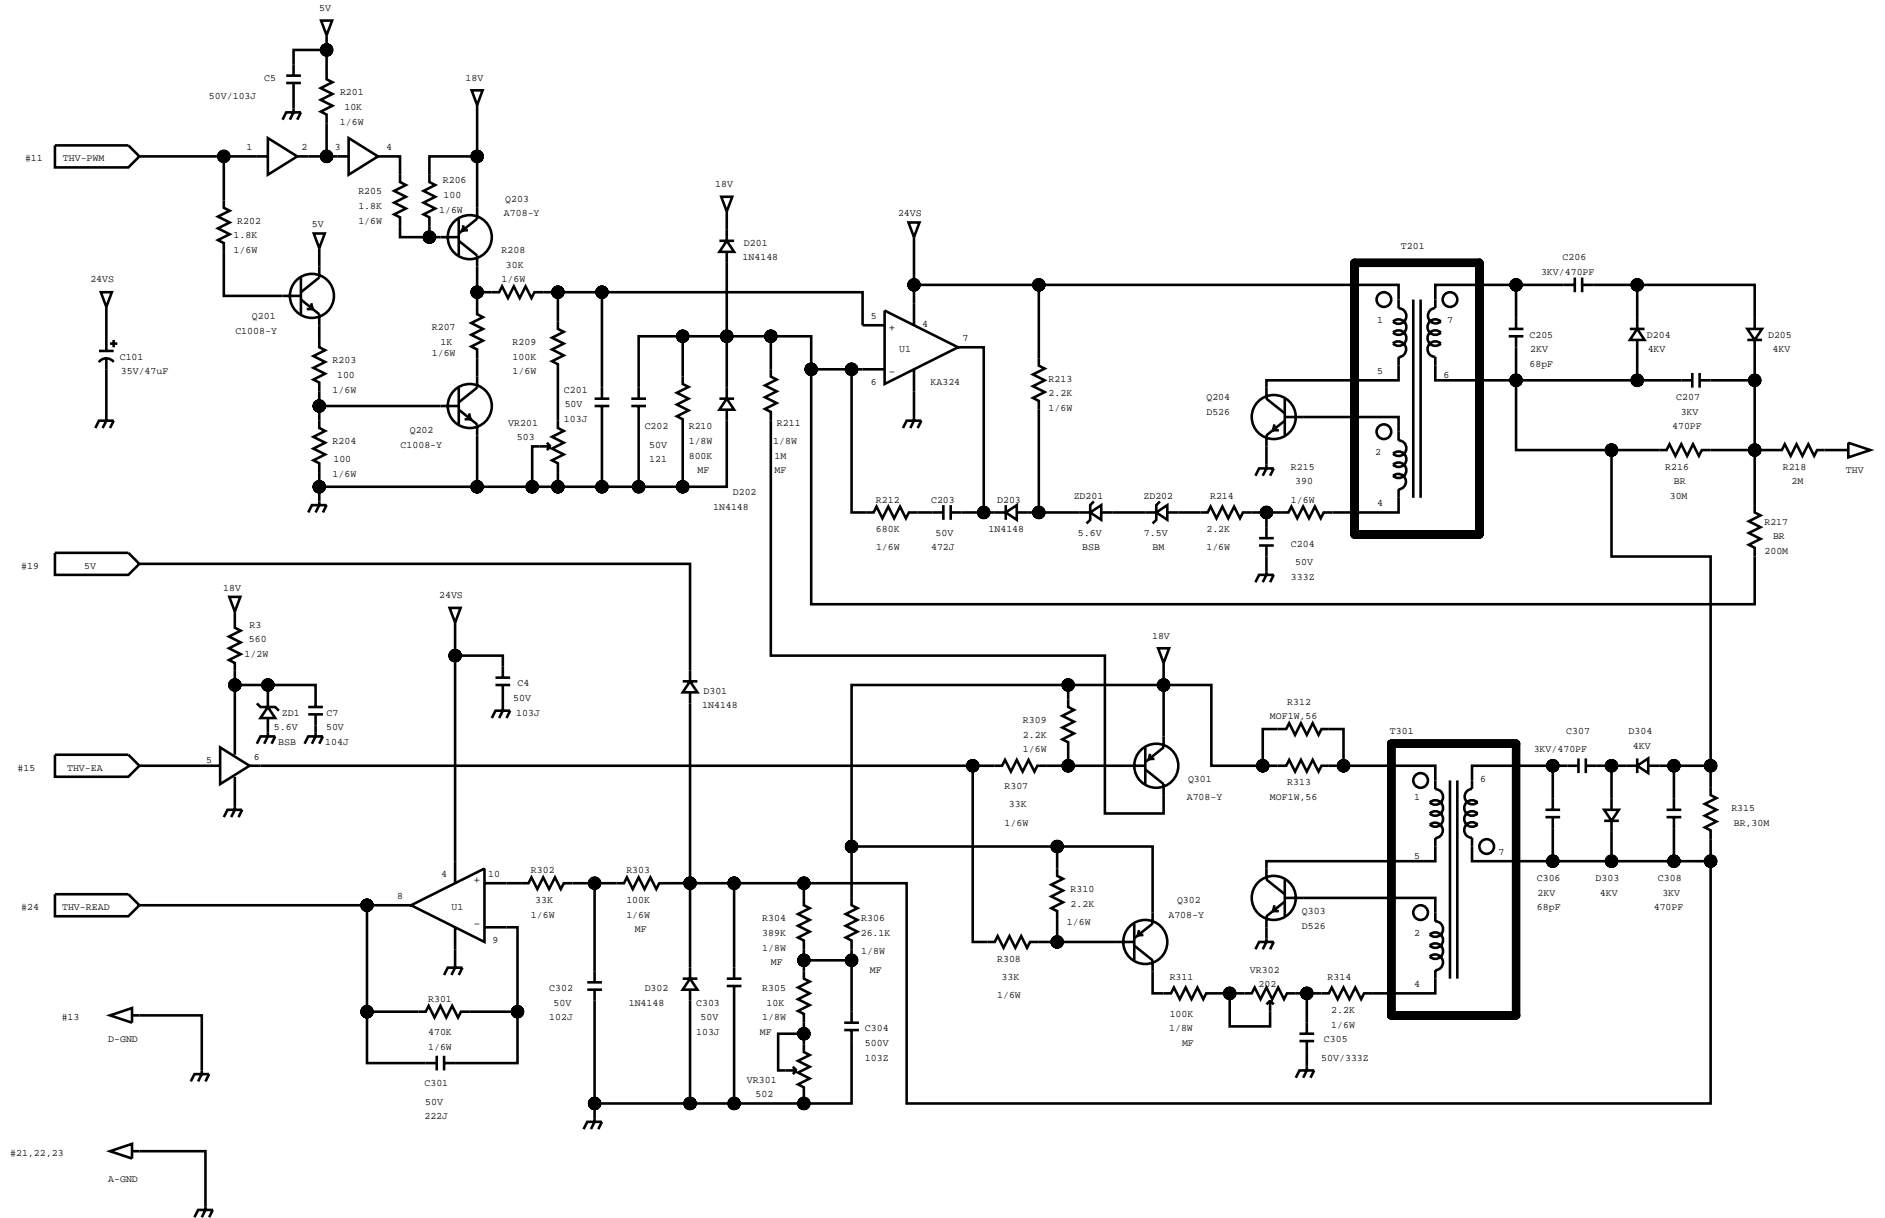 5V
C5
50V/103J
R201
10K
1/6W
18V
#11
THV-PWM
1
2
3
4
R205
1.8K
1/6W
R206
100
1/6W
Q203
A708-Y
R202
1.8K
1/6W
5V
Q201
C1008-Y
24VS
C101
35V/47uF
R203
100
1/6W
R204
100
1/6W
R208
30K
1/6W
R207
1K
1/6W
Q202
C1008-Y
R209
100K
1/6W
VR201
503
C201
50V
103J
18V
D201
1N4148
C202
50V
121
R210
1/8W
800K
MF
D202
1N4148
R211
1/8W
1M
MF
24VS
5
6
4
7
U1
KA324
R212
680K
1/6W
C203
50V
472J
D203
1N4148
R213
2.2K
1/6W
ZD201
5.6V
BSB
ZD202
7.5V
BM
R214
2.2K
1/6W
R215
390
1/6W
C204
50V
333Z
Q204
D526
T201
1
5
2
4
7
6
C206
3KV/470PF
C205
2KV
68pF
D204
4KV
D205
4KV
C207
3KV
470PF
R216
BR
30M
R218
2M
THV
R217
BR
200M
#19
5V
18V
R3
560
1/2W
ZD1
5.6V
BSB
C7
50V
104J
#15
THV-EA
5
6
24VS
C4
50V
103J
D301
1N4148
#24
THV-READ
8
4
10
9
U1
R302
33K
1/6W
R303
100K
1/6W
MF
R301
470K
1/6W
C301
50V
222J
C302
50V
102J
D302
1N4148
C303
50V
103J
R304
389K
1/8W
MF
R305
10K
1/8W
MF
VR301
502
R306
26.1K
1/8W
MF
C304
500V
103Z
18V
R309
2.2K
1/6W
R307
33K
1/6W
Q301
A708-Y
R312
MOF1W,56
R313
MOF1W,56
R310
2.2K
1/6W
R308
33K
1/6W
Q302
A708-Y
R311
100K
1/8W
MF
VR302
202
R314
2.2K
1/6W
C305
50V/333Z
Q303
D526
T301
1
5
2
4
6
7
C307
3KV/470PF
D304
4KV
C306
2KV
68pF
D303
4KV
C308
3KV
470PF
R315
BR,30M
#13
D-GND
#21,22,23
A-GND